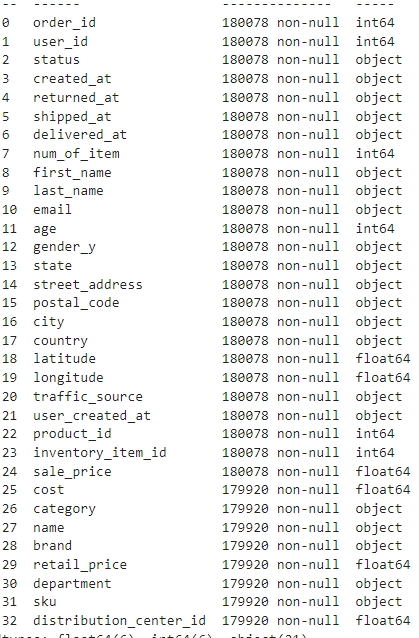 -- ------ -------------- -----
0 order_id 180078 non-null int64
1 user_id 180078 non-null int64
2 status 180078 non-null object
3 created_at 180078 non-null object
4 returned_at 180078 non-null object
5 shipped_at 180078 non-null object
6 delivered_at 180078 non-null object
7 num_of_item 180078 non-null int64
8 first_name 180078 non-null object
9 last_name 180078 non-null object
10 email 180078 non-null object
11 age 180078 non-null int64
12 gender_y 180078 non-null object
13 state 180078 non-null object
14 street_address 180078 non-null object
15 postal_code 180078 non-null object
16 city 180078 non-null object
17 country 180078 non-null object
18 latitude 180078 non-null float64
19 longitude 180078 non-null float64
20 traffic_source 180078 non-null object
21 user_created_at 180078 non-null object
22 product_id 180078 non-null int64
23 inventory_item_id 180078 non-null int64
24 sale_price 180078 non-null float64
25 cost 179920 non-null float64
26 category 179920 non-null object
27 name 179920 non-null object
28 brand 179920 non-null object
29 retail_price 179920 non-null float64
30 department 179920 non-null object
31 sku 179920 non-null object
32 distribution_center_id 179920 non-null float64
dtypes: float64(6), int64(6), object(21)